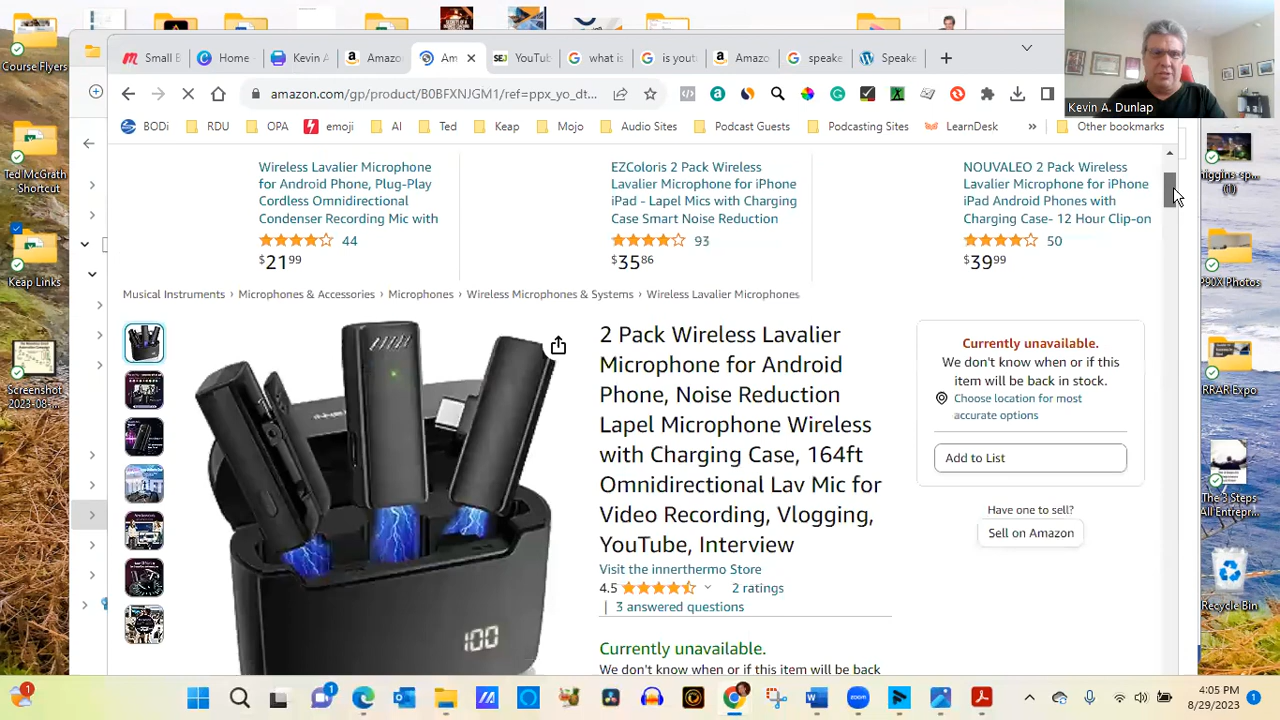 Course Flyers
Ted McGrath
- Shortcut
Keap Links
Screenshot
2023-08-...
Small B
Home
Kevin A
Amazo
Am
YouTu
what is
is yout
Amazo
speake
Speake
Kevin A. Dunlap
BODi
RDU
OPA
emoji
AI
Ted
Keap
Mojo
Audio Sites
Podcast Guests
Podcasting Sites
LearnDesk
Other bookmarks
Wireless Lavalier Microphone
for Android Phone, Plug-Play
Cordless Omnidirectional
Condenser Recording Mic with
44
$21.99
EZColoris 2 Pack Wireless
Lavalier Microphone for iPhone
iPad - Lapel Mics with Charging
Case Smart Noise Reduction
93
$35.86
NOUVALEO 2 Pack Wireless
Lavalier Microphone for iPhone
iPad Android Phones with
Charging Case- 12 Hour Clip-on
50
$39.99
Musical Instruments › Microphones & Accessories › Microphones › Wireless Microphones & Systems › Wireless Lavalier Microphones
2 Pack Wireless Lavalier
Microphone for Android
Phone, Noise Reduction
Lapel Microphone Wireless
with Charging Case, 164ft
Omnidirectional Lav Mic for
Video Recording, Vlogging,
YouTube, Interview
Visit the innerthermo Store
4.5
2 ratings
| 3 answered questions
Currently unavailable.
We don't know when or if this item will be back
100
Currently unavailable.
We don't know when or if this
item will be back in stock.
Choose location for most
accurate options
Add to List
Have one to sell?
Sell on Amazon
(1)
P90X Photos
RRAR Expo
The 3 Steps
All Entrepr...
Recycle Bin
1
1
4:05 PM
8/29/2023
1